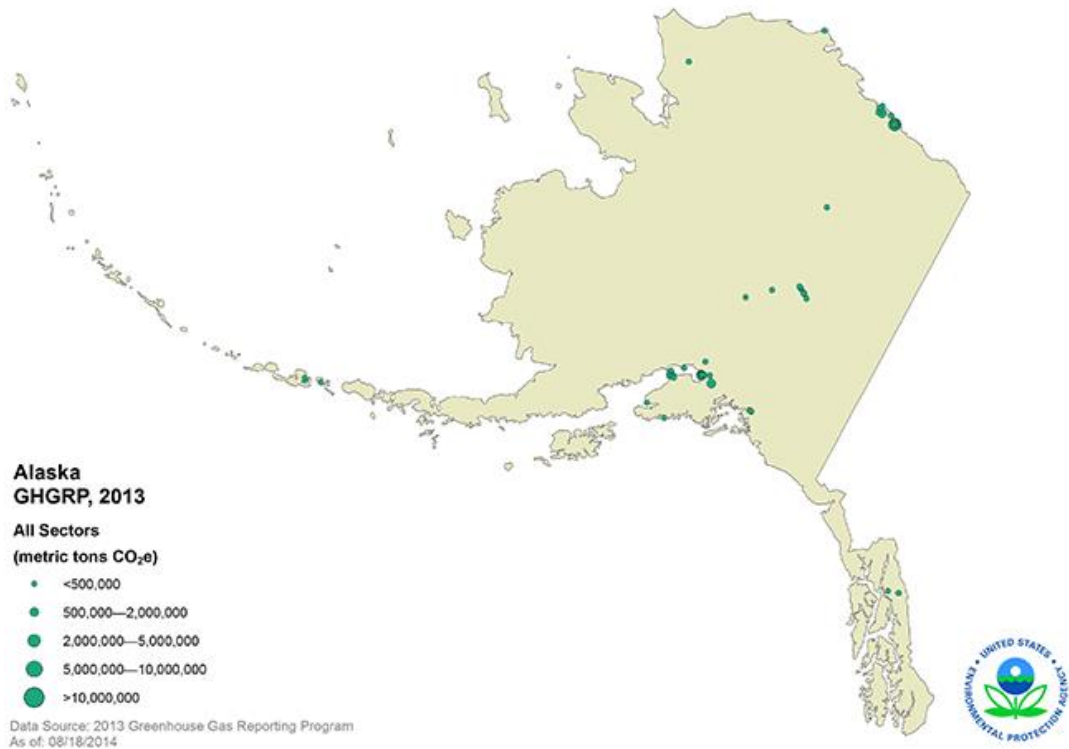 Alaska
GHGRP, 2013
All Sectors
(metric tons CO₂e)
<500,000
500,000—2,000,000
2,000,000—5,000,000
5,000,000—10,000,000
>10,000,000
Data Source: 2013 Greenhouse Gas Reporting Program
As of: 08/18/2014
UNITED STATES
ENVIRONMENTAL PROTECTION AGENCY